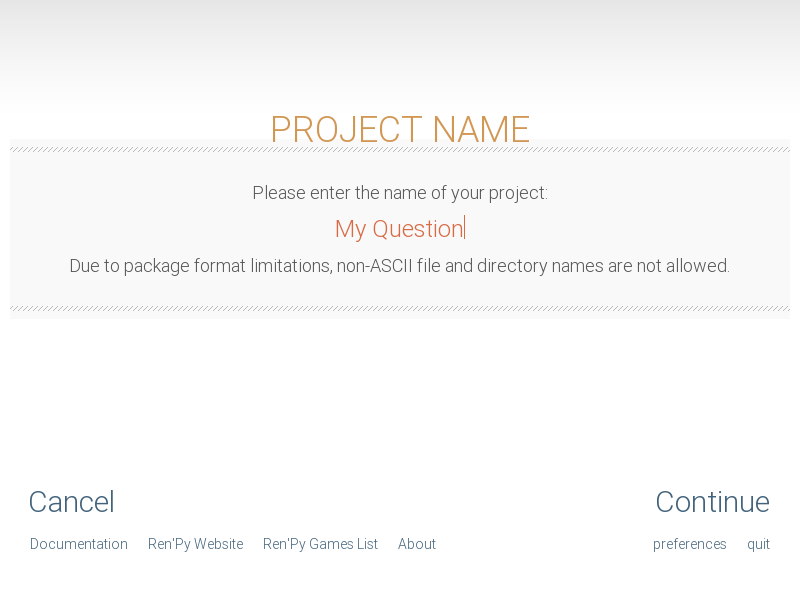 PROJECT NAME
Please enter the name of your project:
My Question
Due to package format limitations, non-ASCII file and directory names are not allowed.
Cancel
Continue
Documentation
Ren'Py Website
Ren'Py Games List
About
preferences
quit